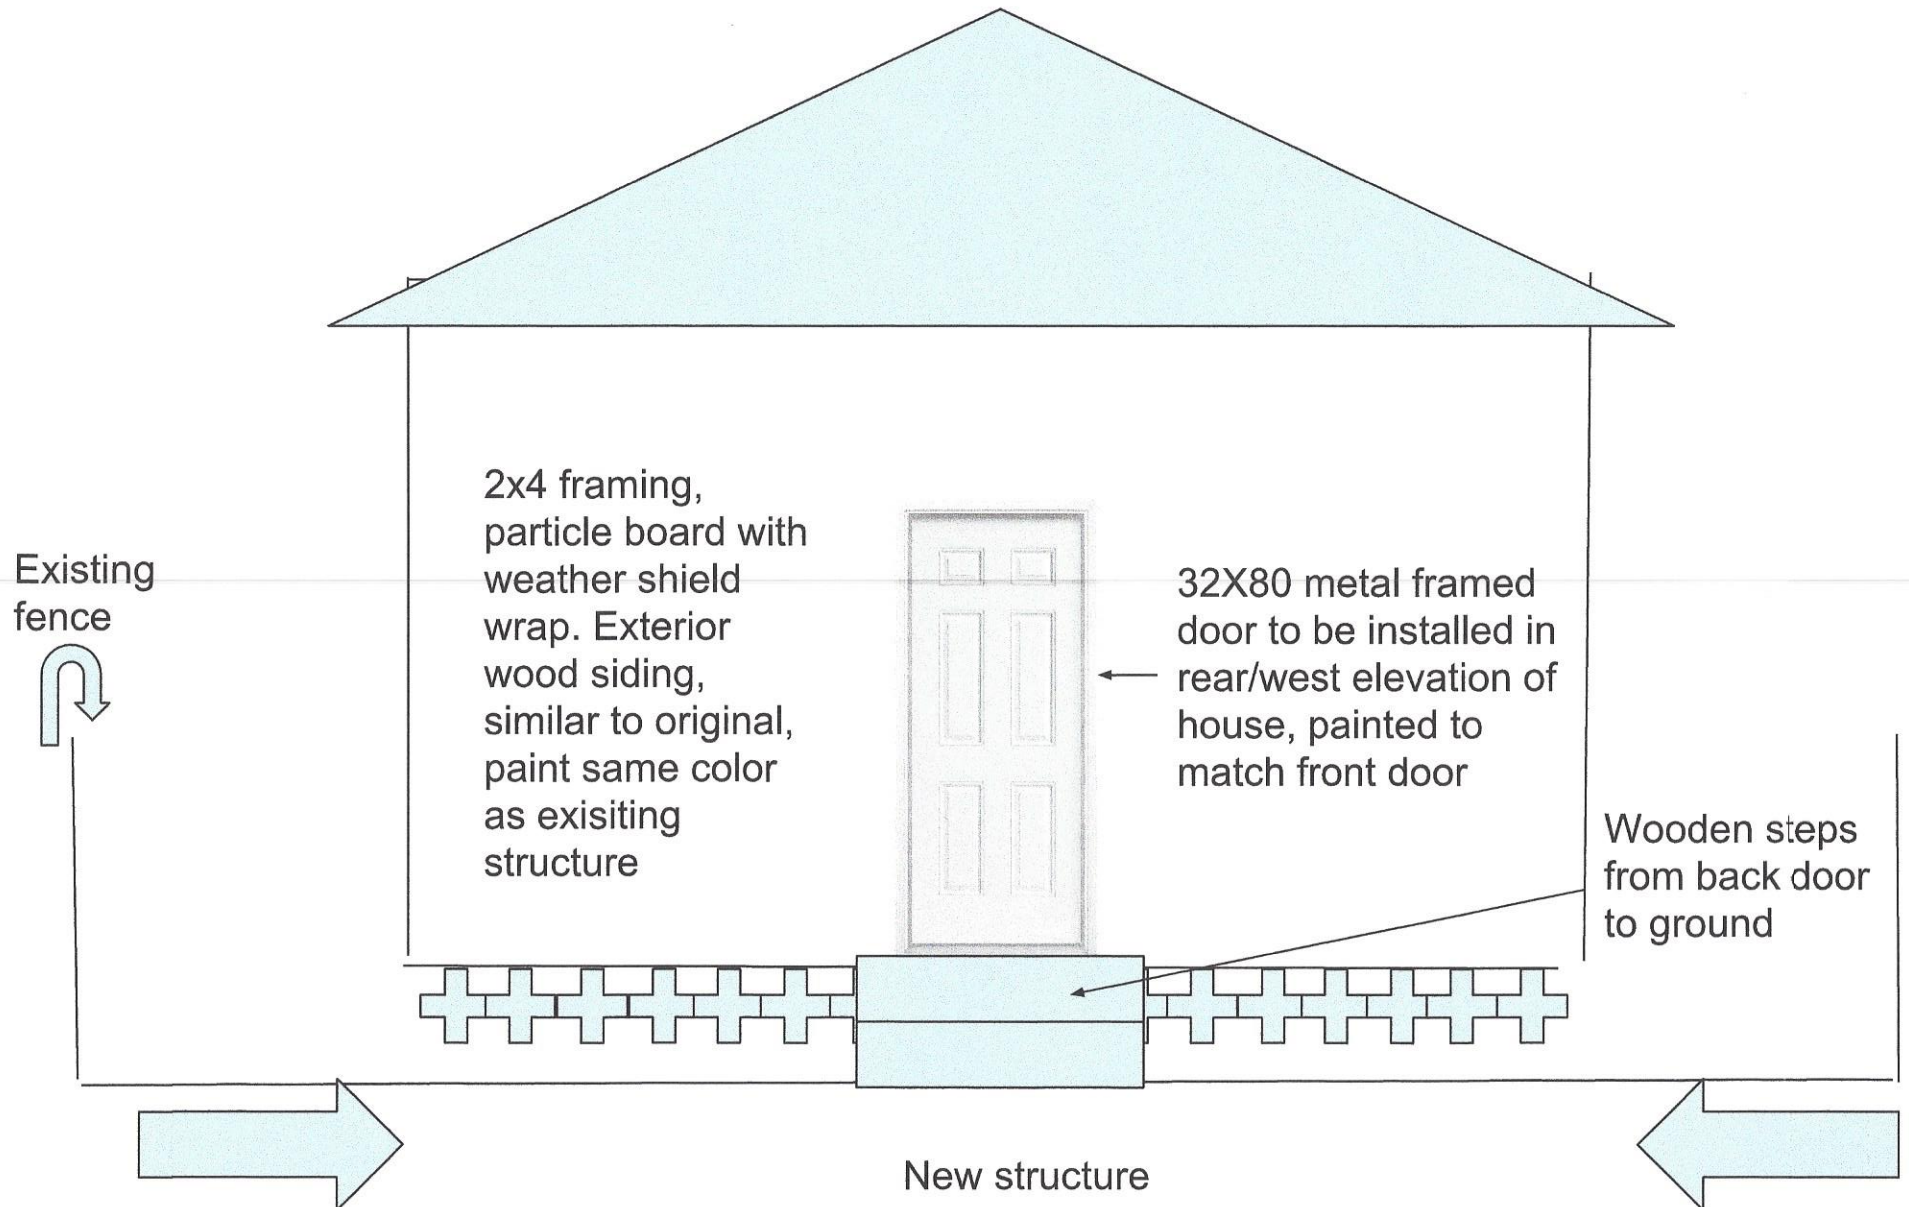 Existing
fence
2x4 framing,
particle board with
weather shield
wrap. Exterior
wood siding,
similar to original,
paint same color
as exisiting
structure
32X80 metal framed
door to be installed in
rear/west elevation of
house, painted to
match front door
Wooden steps
from back door
to ground
New structure